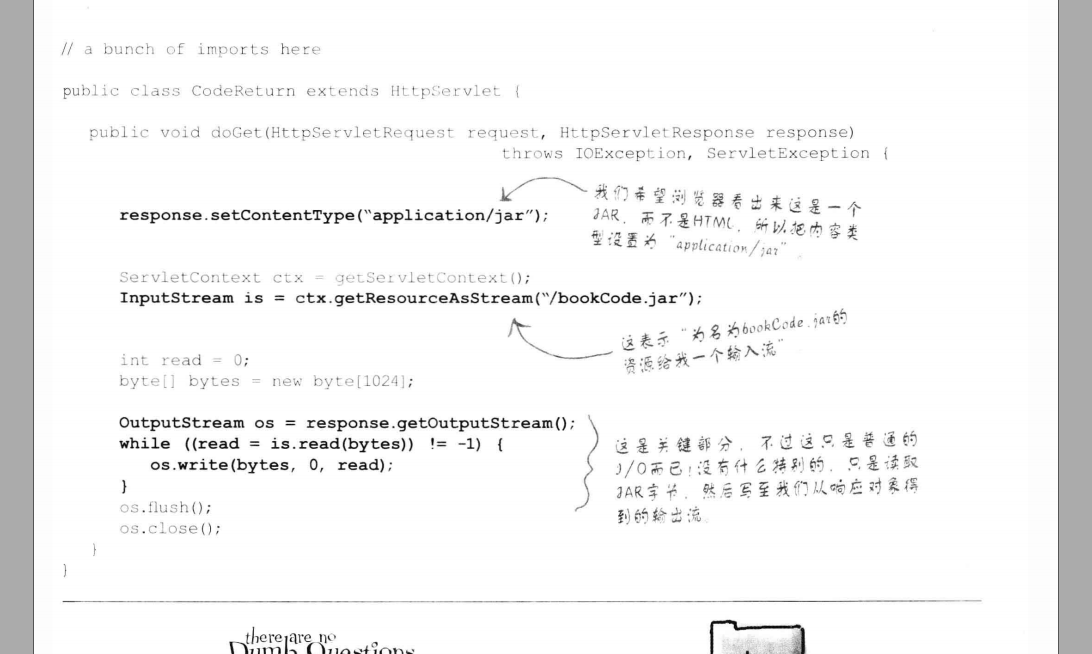 // a bunch of imports here
public class CodeReturn extends HttpServlet {
public void doGet(HttpServletRequest request, HttpServletResponse response)
throws IOException, ServletException {
我们希望浏览器看出来这是一个
JAR，而不是HTML，所以把内容类
型设置为“application/jar”。
response.setContentType(“application/jar”);
ServletContext ctx = getServletContext();
InputStream is = ctx.getResourceAsStream(“/bookCode.jar”);
这表示“为名为bookCode.jar的
资源给我一个输入流”
int read = 0;
byte[] bytes = new byte[1024];
OutputStream os = response.getOutputStream();
while ((read = is.read(bytes)) != -1) {
os.write(bytes, 0, read);
}
这是关键部分，不过这只是普通的
I/O而已!没有什么特别的，只是读取
JAR字节，然后写至我们从响应对象得
到的输出流。
os.flush();
os.close();
}
}
there are no
Dumb Questions